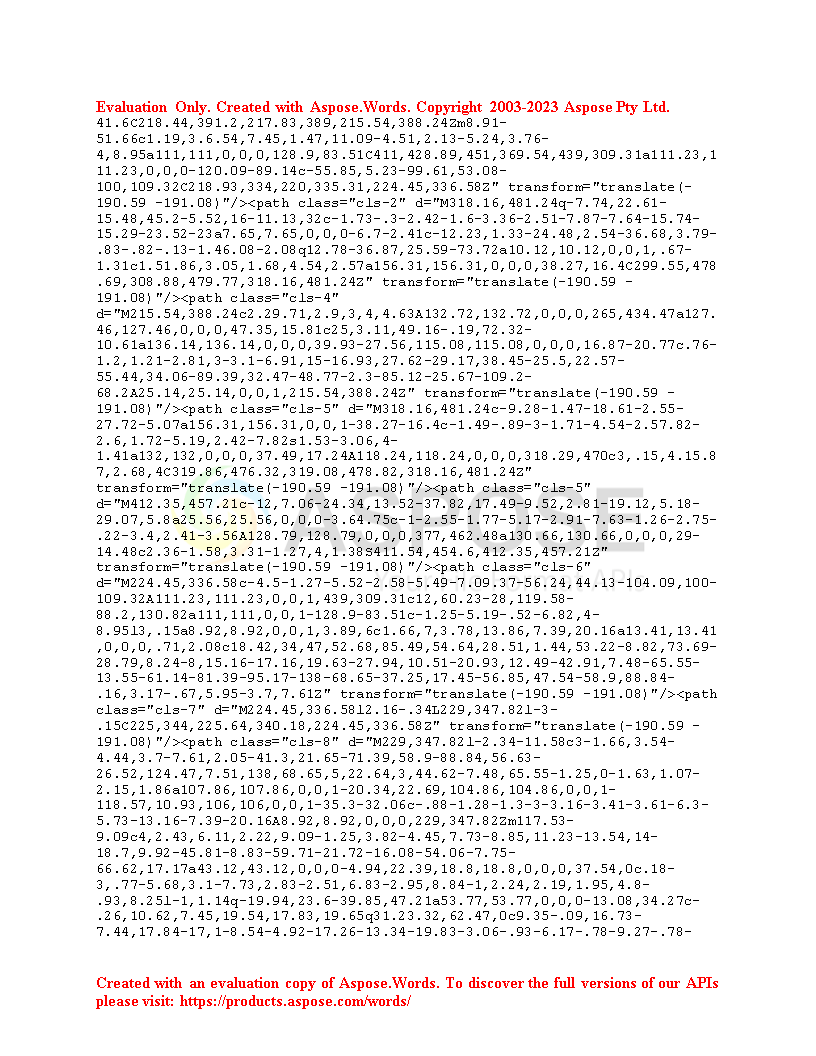 Evaluation Only. Created with Aspose.Words. Copyright 2003-2023 Aspose Pty Ltd.
41.6C218.44,391.2,217.83,389,215.54,388.24Zm8.91-
51.66c1.19,3.6.54,7.45,1.47,11.09-4.51,2.13-5.24,3.76-
4,8.95a111,111,0,0,0,128.9,83.51C411,428.89,451,369.54,439,309.31a111.23,1
11.23,0,0,0-120.09-89.14c-55.85,5.23-99.61,53.08-
100,109.32C218.93,334,220,335.31,224.45,336.58Z" transform="translate(-
190.59 -191.08)"/><path class="cls-2" d="M318.16,481.24q-7.74,22.61-
15.48,45.2-5.52,16-11.13,32c-1.73-.3-2.42-1.6-3.36-2.51-7.87-7.64-15.74-
15.29-23.52-23a7.65,7.65,0,0,0-6.7-2.41c-12.23,1.33-24.48,2.54-36.68,3.79-
.83-.82-.13-1.46.08-2.08q12.78-36.87,25.59-73.72a10.12,10.12,0,0,1,.67-
1.31c1.51.86,3.05,1.68,4.54,2.57a156.31,156.31,0,0,0,38.27,16.4C299.55,478
.69,308.88,479.77,318.16,481.24Z" transform="translate(-190.59 -
191.08)"/><path class="cls-4"
d="M215.54,388.24c2.29.71,2.9,3,4,4.63A132.72,132.72,0,0,0,265,434.47a127.
46,127.46,0,0,0,47.35,15.81c25,3.11,49.16-.19,72.32-
10.61a136.14,136.14,0,0,0,39.93-27.56,115.08,115.08,0,0,0,16.87-20.77c.76-
1.2,1.21-2.81,3-3.1-6.91,15-16.93,27.62-29.17,38.45-25.5,22.57-
55.44,34.06-89.39,32.47-48.77-2.3-85.12-25.67-109.2-
68.2A25.14,25.14,0,0,1,215.54,388.24Z" transform="translate(-190.59 -
191.08)"/><path class="cls-5" d="M318.16,481.24c-9.28-1.47-18.61-2.55-
27.72-5.07a156.31,156.31,0,0,1-38.27-16.4c-1.49-.89-3-1.71-4.54-2.57.82-
2.6,1.72-5.19,2.42-7.82s1.53-3.06,4-
1.41a132,132,0,0,0,37.49,17.24A118.24,118.24,0,0,0,318.29,470c3,.15,4.15.8
7,2.68,4C319.86,476.32,319.08,478.82,318.16,481.24Z"
transform="translate(-190.59 -191.08)"/><path class="cls-5"
d="M412.35,457.21c-12,7.06-24.34,13.52-37.82,17.49-9.52,2.81-19.12,5.18-
29.07,5.8a25.56,25.56,0,0,0-3.64.75c-1-2.55-1.77-5.17-2.91-7.63-1.26-2.75-
.22-3.4,2.41-3.56A128.79,128.79,0,0,0,377,462.48a130.66,130.66,0,0,0,29-
14.48c2.36-1.58,3.31-1.27,4,1.38S411.54,454.6,412.35,457.21Z"
transform="translate(-190.59 -191.08)"/><path class="cls-6"
d="M224.45,336.58c-4.5-1.27-5.52-2.58-5.49-7.09.37-56.24,44.13-104.09,100-
109.32A111.23,111.23,0,0,1,439,309.31c12,60.23-28,119.58-
88.2,130.82a111,111,0,0,1-128.9-83.51c-1.25-5.19-.52-6.82,4-
8.95l3,.15a8.92,8.92,0,0,1,3.89,6c1.66,7,3.78,13.86,7.39,20.16a13.41,13.41
,0,0,0,.71,2.08c18.42,34,47,52.68,85.49,54.64,28.51,1.44,53.22-8.82,73.69-
28.79,8.24-8,15.16-17.16,19.63-27.94,10.51-20.93,12.49-42.91,7.48-65.55-
13.55-61.14-81.39-95.17-138-68.65-37.25,17.45-56.85,47.54-58.9,88.84-
.16,3.17-.67,5.95-3.7,7.61Z" transform="translate(-190.59 -191.08)"/><path
class="cls-7" d="M224.45,336.58l2.16-.34L229,347.82l-3-
.15C225,344,225.64,340.18,224.45,336.58Z" transform="translate(-190.59 -
191.08)"/><path class="cls-8" d="M229,347.82l-2.34-11.58c3-1.66,3.54-
4.44,3.7-7.61,2.05-41.3,21.65-71.39,58.9-88.84,56.63-
26.52,124.47,7.51,138,68.65,5,22.64,3,44.62-7.48,65.55-1.25,0-1.63,1.07-
2.15,1.86a107.86,107.86,0,0,1-20.34,22.69,104.86,104.86,0,0,1-
118.57,10.93,106,106,0,0,1-35.3-32.06c-.88-1.28-1.3-3-3.16-3.41-3.61-6.3-
5.73-13.16-7.39-20.16A8.92,8.92,0,0,0,229,347.82Zm117.53-
9.09c4,2.43,6.11,2.22,9.09-1.25,3.82-4.45,7.73-8.85,11.23-13.54,14-
18.7,9.92-45.81-8.83-59.71-21.72-16.08-54.06-7.75-
66.62,17.17a43.12,43.12,0,0,0-4.94,22.39,18.8,18.8,0,0,0,37.54,0c.18-
3,.77-5.68,3.1-7.73,2.83-2.51,6.83-2.95,8.84-1,2.24,2.19,1.95,4.8-
.93,8.25l-1,1.14q-19.94,23.6-39.85,47.21a53.77,53.77,0,0,0-13.08,34.27c-
.26,10.62,7.45,19.54,17.83,19.65q31.23.32,62.47,0c9.35-.09,16.73-
7.44,17.84-17,1-8.54-4.92-17.26-13.34-19.83-3.06-.93-6.17-.78-9.27-.78-
Created with an evaluation copy of Aspose.Words. To discover the full versions of our APIs
please visit: https://products.aspose.com/words/